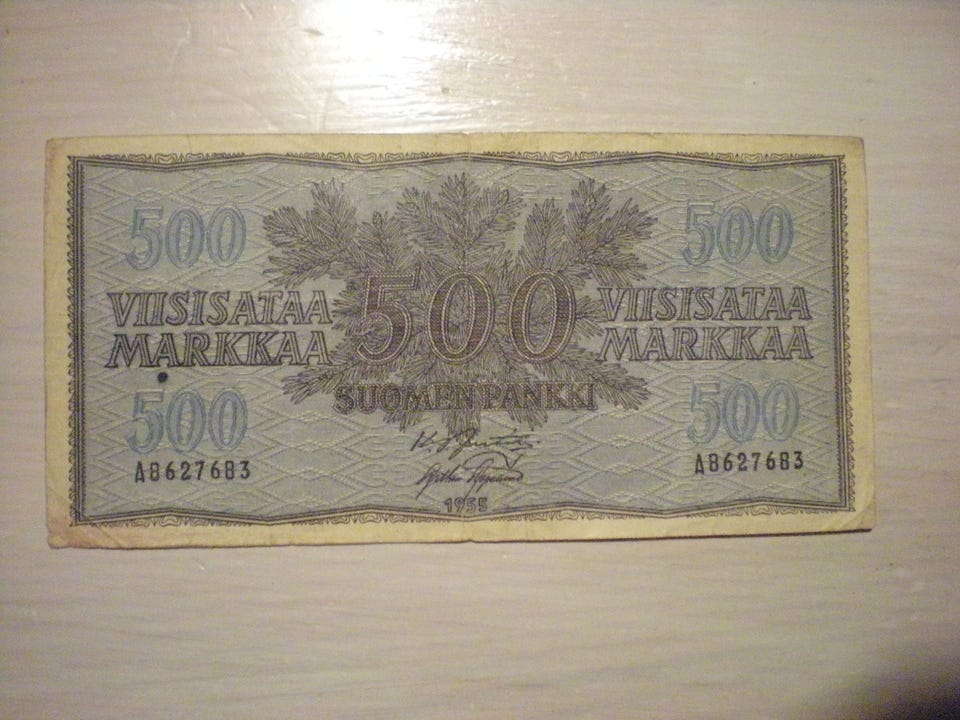 500
500
VIISISATAA
MARKKAA
500
VIISISATAA
MARKKAA
SUOMEN PANKKI
500
500
A8627683
A8627683
1955